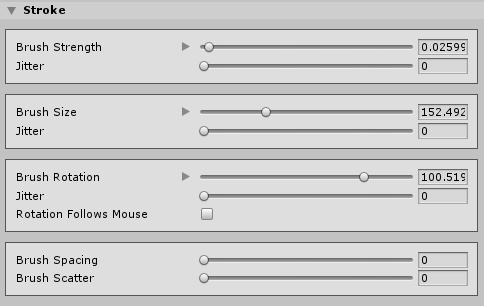 Stroke
Brush Strength 0.02599
Jitter 0
Brush Size 152.492
Jitter 0
Brush Rotation 100.519
Jitter 0
Rotation Follows Mouse
Brush Spacing 0
Brush Scatter 0